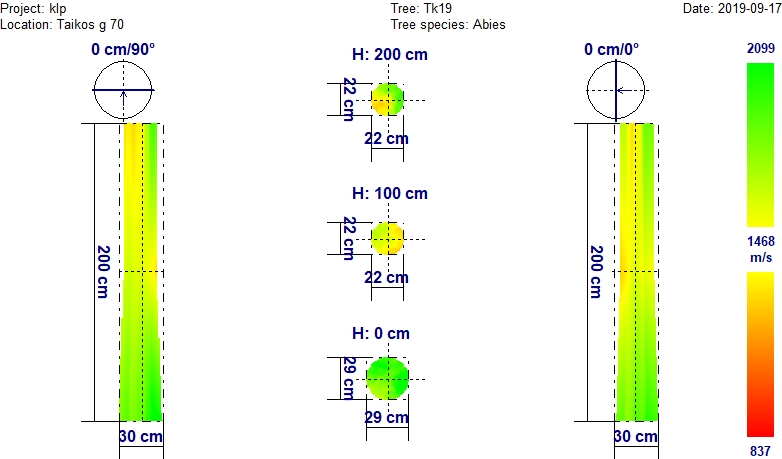 Project: klp
Tree: Tk19
Date: 2019-09-17
Location: Taikos g 70
Tree species: Abies
0 cm/90°
H: 200 cm
0 cm/0°
2099
22 cm
22 cm
H: 100 cm
22 cm
22 cm
200 cm
200 cm
1468
m/s
H: 0 cm
29 cm
29 cm
30 cm
30 cm
837